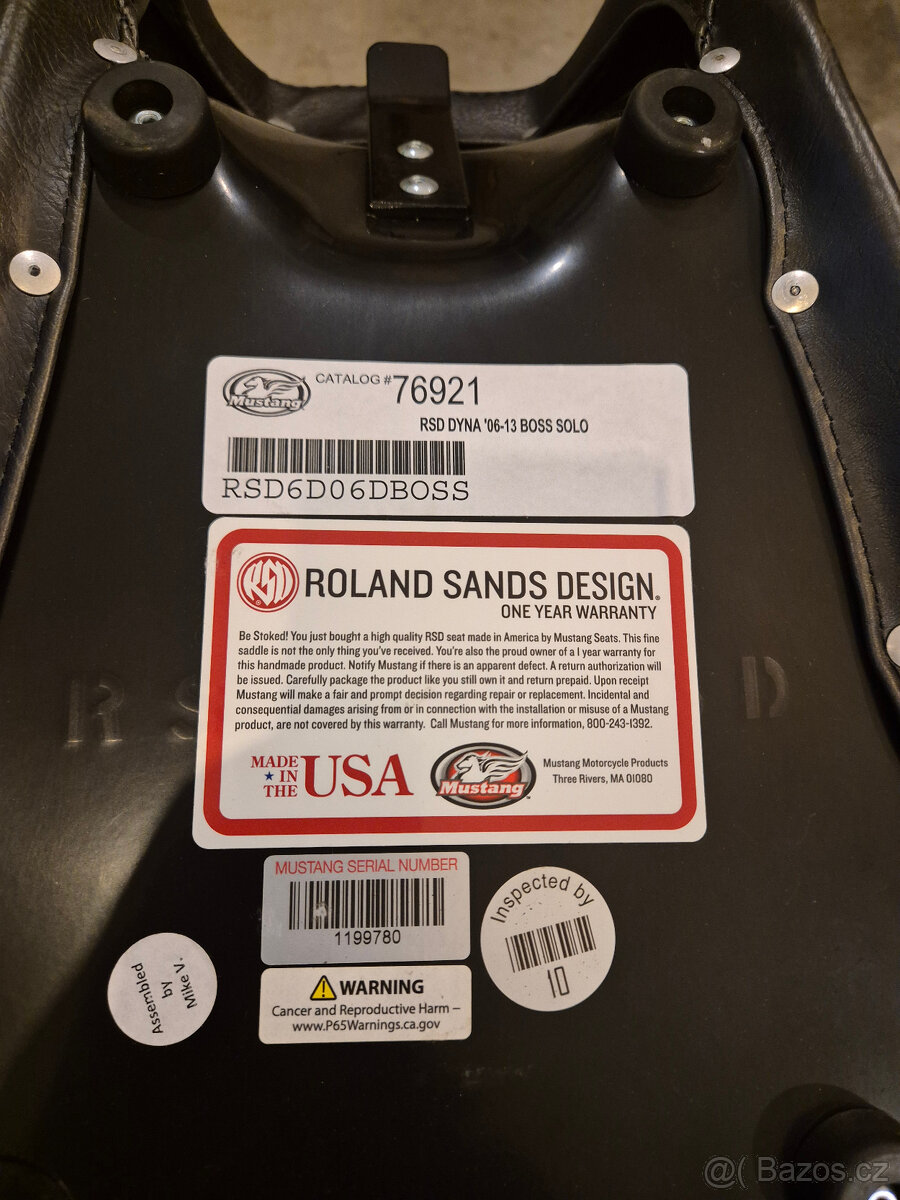 Mustang
CATALOG # 76921
RSD DYNA '06-13 BOSS SOLO
RSD6D06DBOSS
RSD
ROLAND SANDS DESIGN.
ONE YEAR WARRANTY
Be Stoked! You just bought a high quality RSD seat made in America by Mustang Seats. This fine
saddle is not the only thing you've received. You're also the proud owner of a 1 year warranty for
this handmade product. Notify Mustang if there is an apparent defect. A return authorization will
be issued. Carefully package the product like you still own it and return prepaid. Upon receipt
Mustang will make a fair and prompt decision regarding repair or replacement. Incidental and
consequential damages arising from or in connection with the installation or misuse of a Mustang
product, are not covered by this warranty. Call Mustang for more information, 800-243-1392.
R S D
MADE
IN
THE
USA
Mustang
Mustang Motorcycle Products
Three Rivers, MA 01080
MUSTANG SERIAL NUMBER
1199780
Inspected by
10
Assembled
by
Mike V.
WARNING
Cancer and Reproductive Harm –
www.P65Warnings.ca.gov
@( Bazos.cz